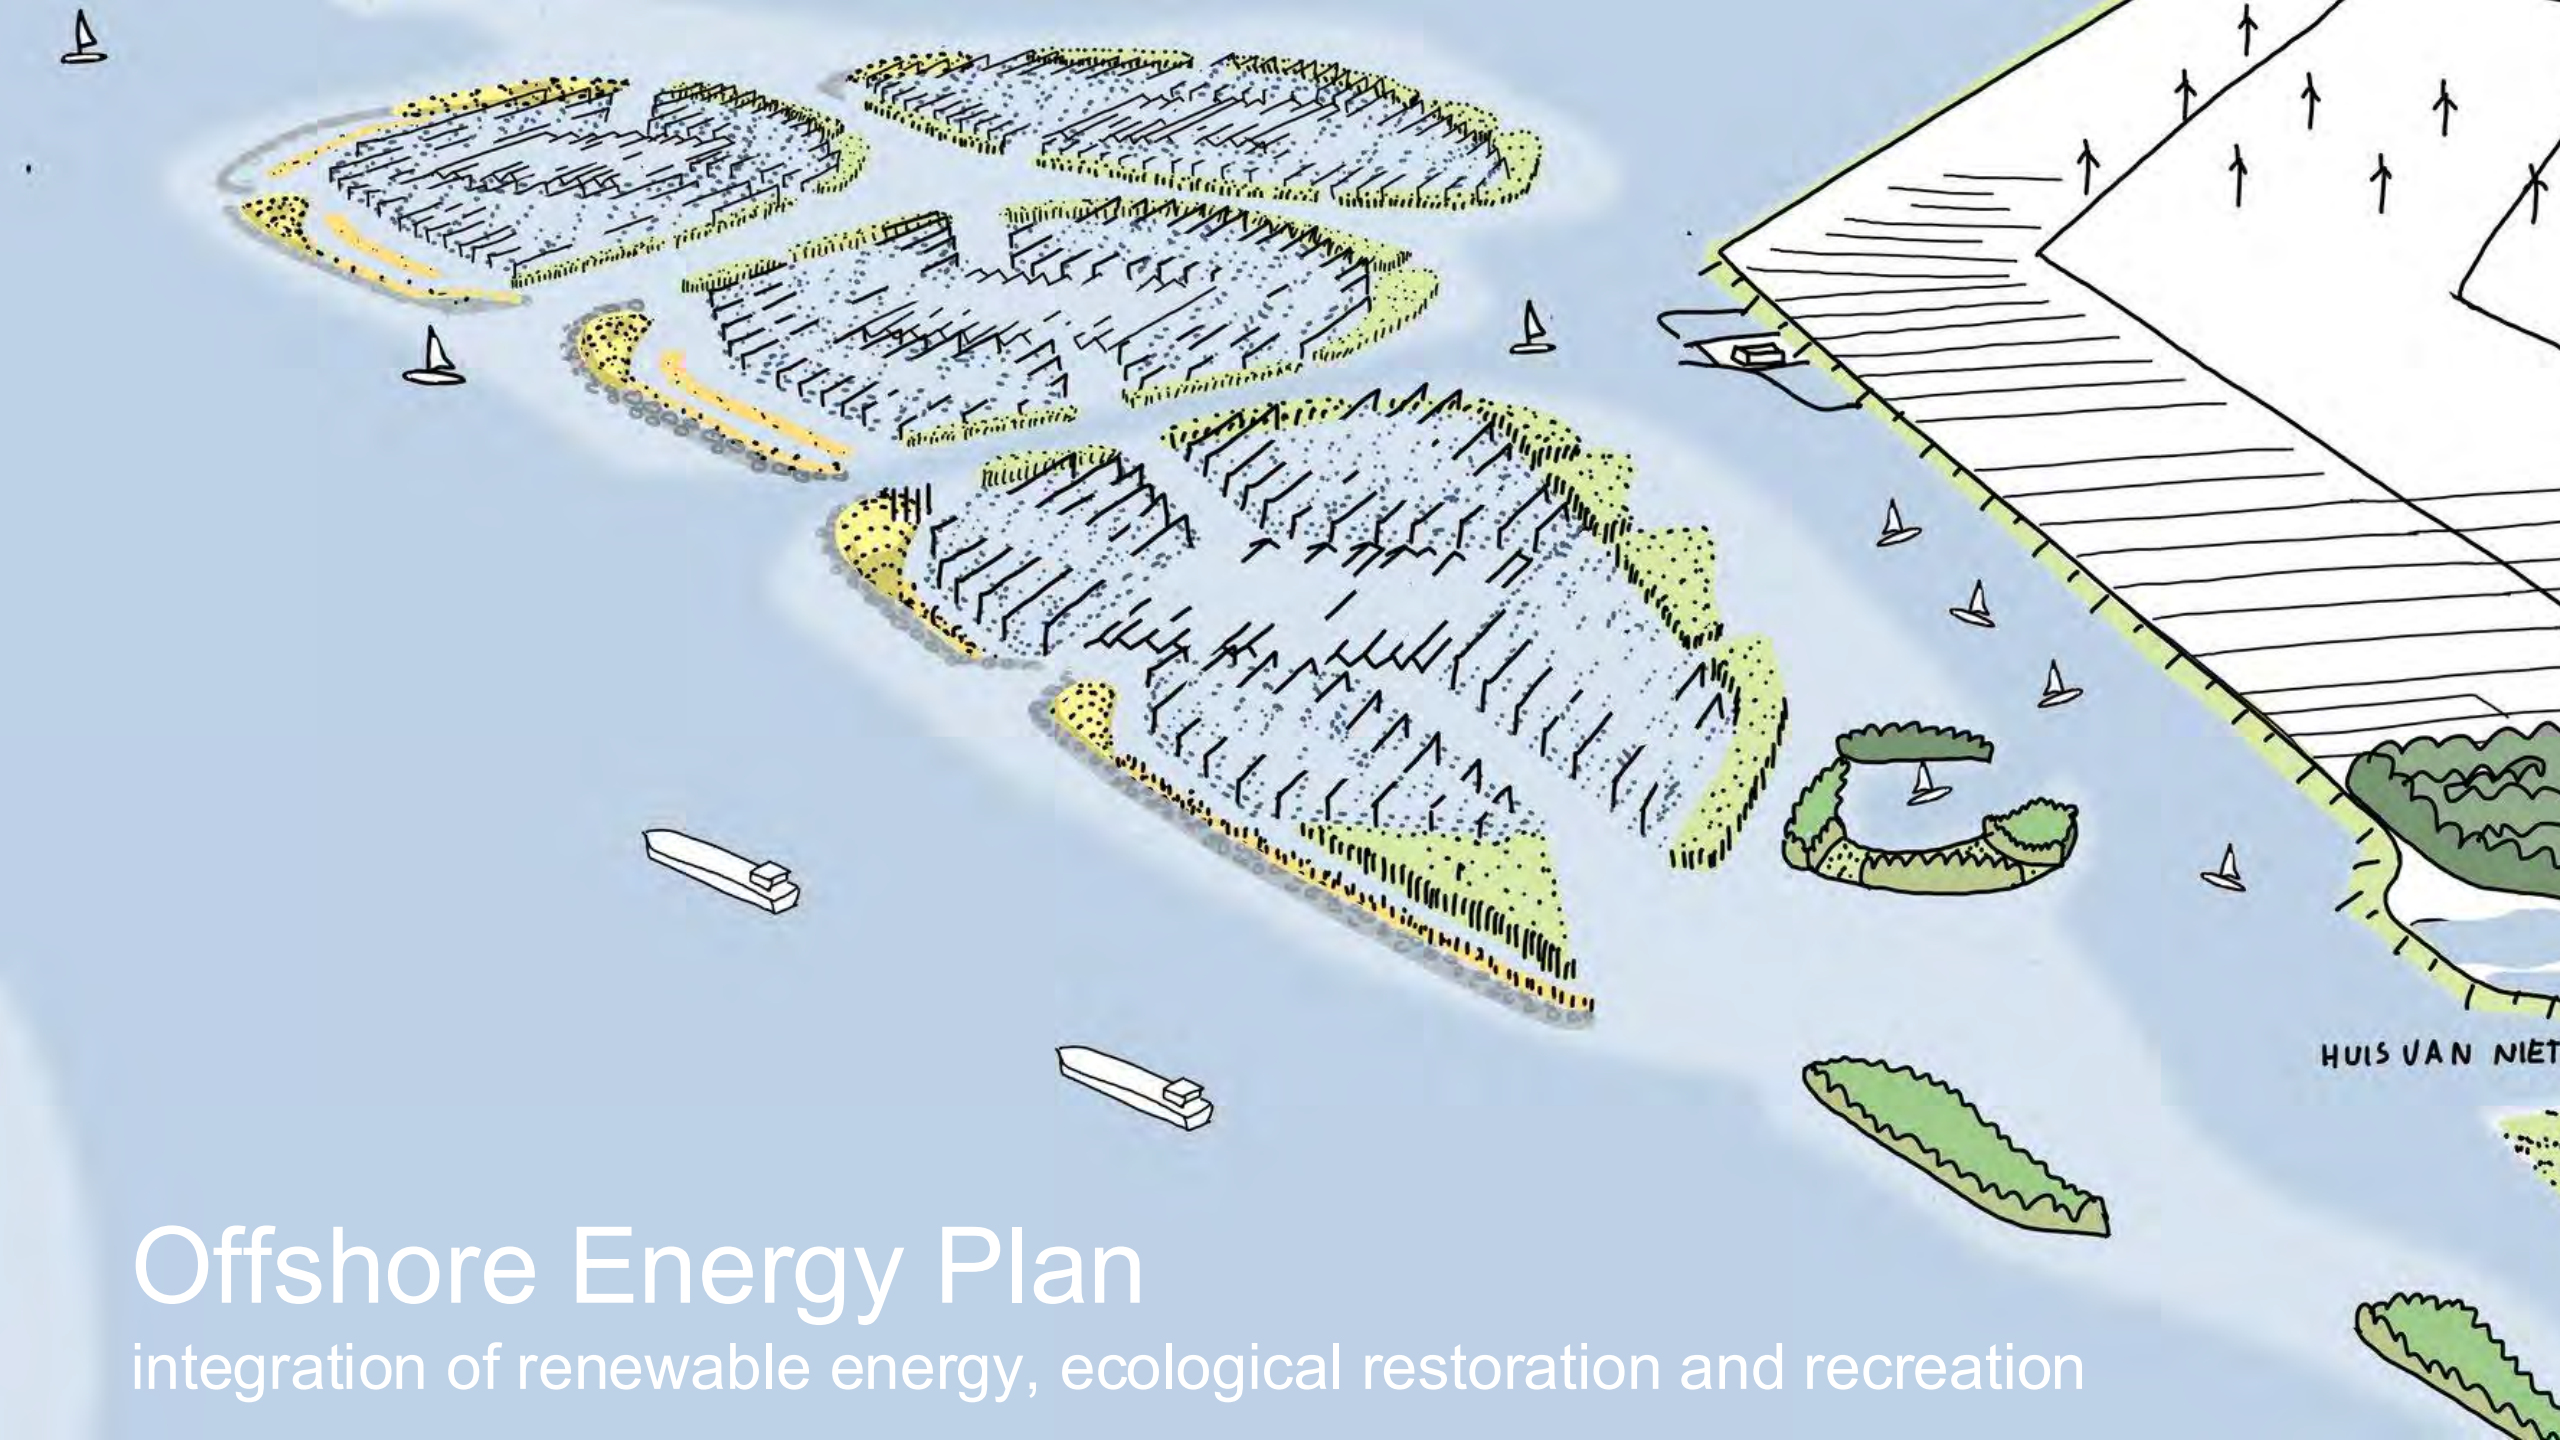 HUIS VAN NIET
Offshore Energy Plan
integration of renewable energy, ecological restoration and recreation